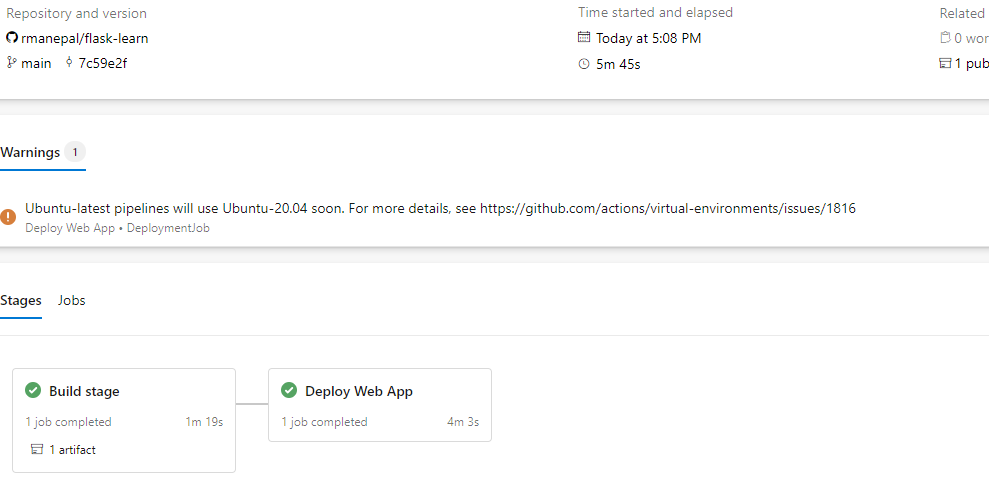 Repository and version
rmanepal/flask-learn
main 7c59e2f
Time started and elapsed
Today at 5:08 PM
5m 45s
Related
0 wor
1 pub
Warnings 1
Ubuntu-latest pipelines will use Ubuntu-20.04 soon. For more details, see https://github.com/actions/virtual-environments/issues/1816
Deploy Web App • DeploymentJob
Stages Jobs
Build stage
1 job completed 1m 19s
1 artifact
Deploy Web App
1 job completed 4m 3s